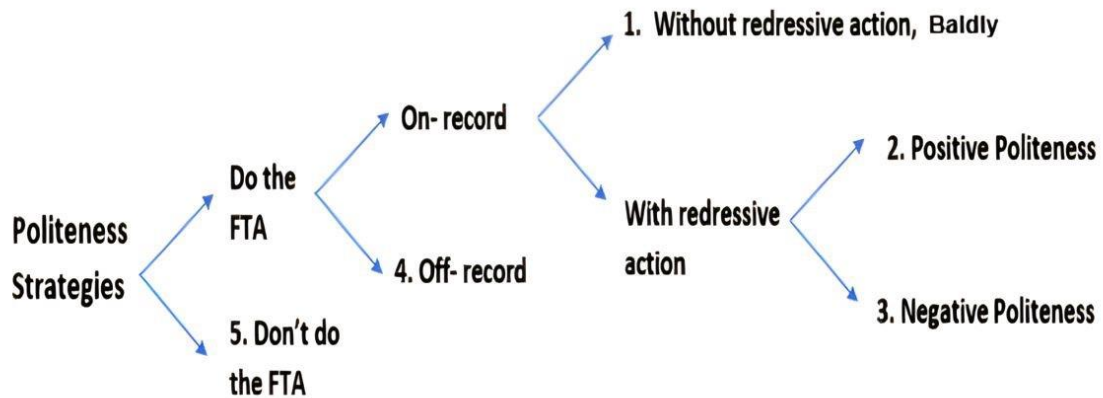 1. Without redressive action, Baldly
On- record
2. Positive Politeness
Do the
FTA
With redressive
action
Politeness
Strategies
4. Off- record
3. Negative Politeness
5. Don't do
the FTA